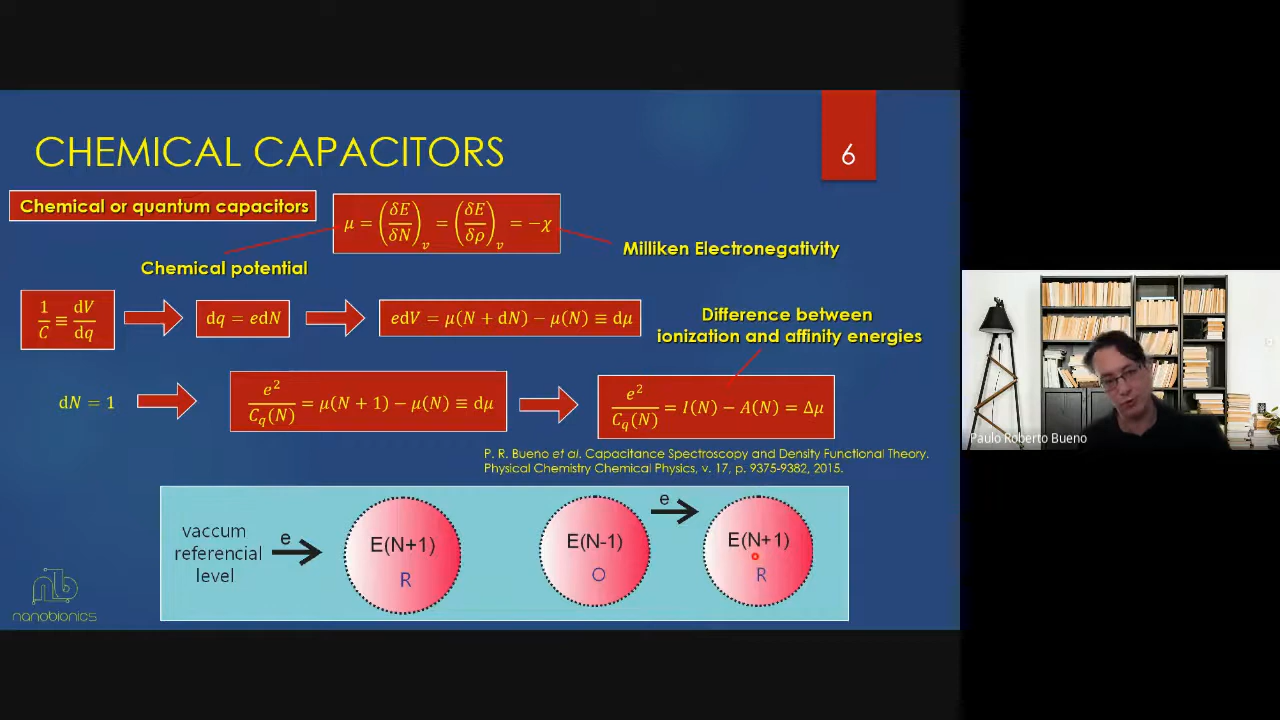 CHEMICAL CAPACITORS
6
Chemical or quantum capacitors
μ = (δE/δN)_v = (δE/δρ)_v = −χ
Milliken Electronegativity
Chemical potential
1/C ≡ dV/dq
dq = edN
edV = μ(N + dN) − μ(N) ≡ dμ
Difference between
ionization and affinity energies
dN = 1
e²/C_q(N) = μ(N + 1) − μ(N) ≡ dμ
e²/C_q(N) = I(N) − A(N) = Δμ
P. R. Bueno et al. Capacitance Spectroscopy and Density Functional Theory.
Physical Chemistry Chemical Physics, v. 17, p. 9375-9382, 2015.
vaccum
referencial
level
e
E(N+1)
R
E(N-1)
O
e
E(N+1)
R
nanobionics
Paulo Roberto Bueno